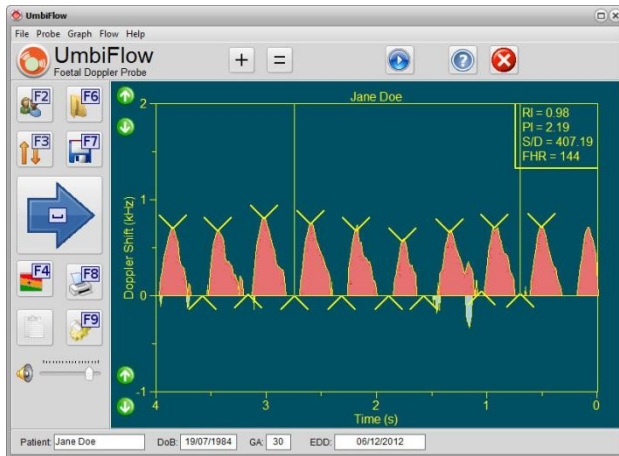 UmbiFlow
File Probe Graph Flow Help
UmbiFlow
Foetal Doppler Probe
+ =
?
F2 F6
F3 F7
F4 F8
F9
Jane Doe
RI = 0.98
PI = 2.19
S/D = 407.19
FHR = 144
Doppler Shift (kHz)
2
1
0
-1
4 3 2 1 0
Time (s)
Patient: Jane Doe DoB: 19/07/1984 GA: 30 EDD: 06/12/2012